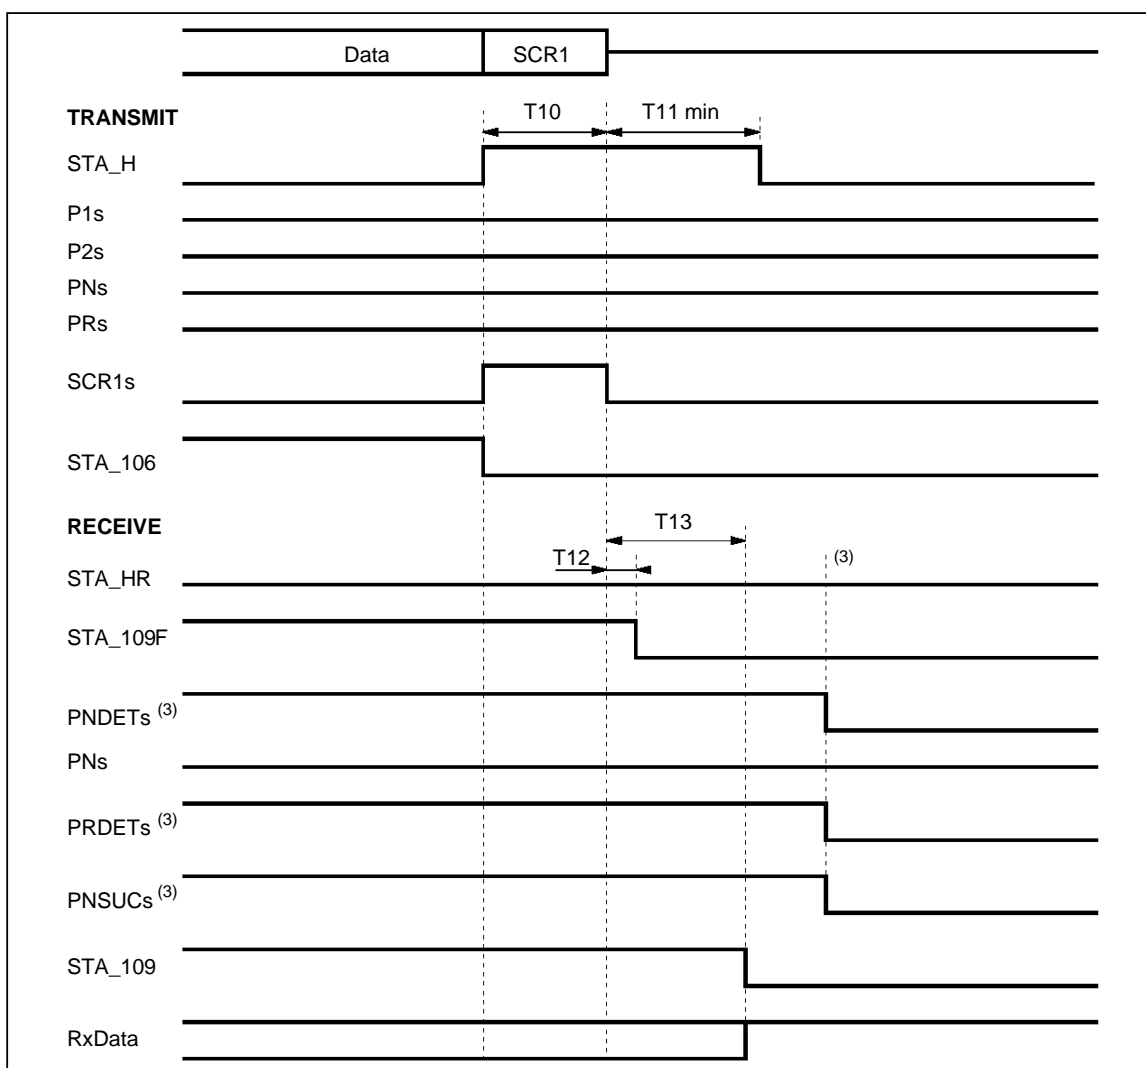 Data SCR1
T10 T11 min
TRANSMIT
STA_H
P1s
P2s
PNs
PRs
SCR1s
STA_106
RECEIVE
T13
T12 (3)
STA_HR
STA_109F
PNDETs (3)
PNs
PRDETs (3)
PNSUCs (3)
STA_109
RxData